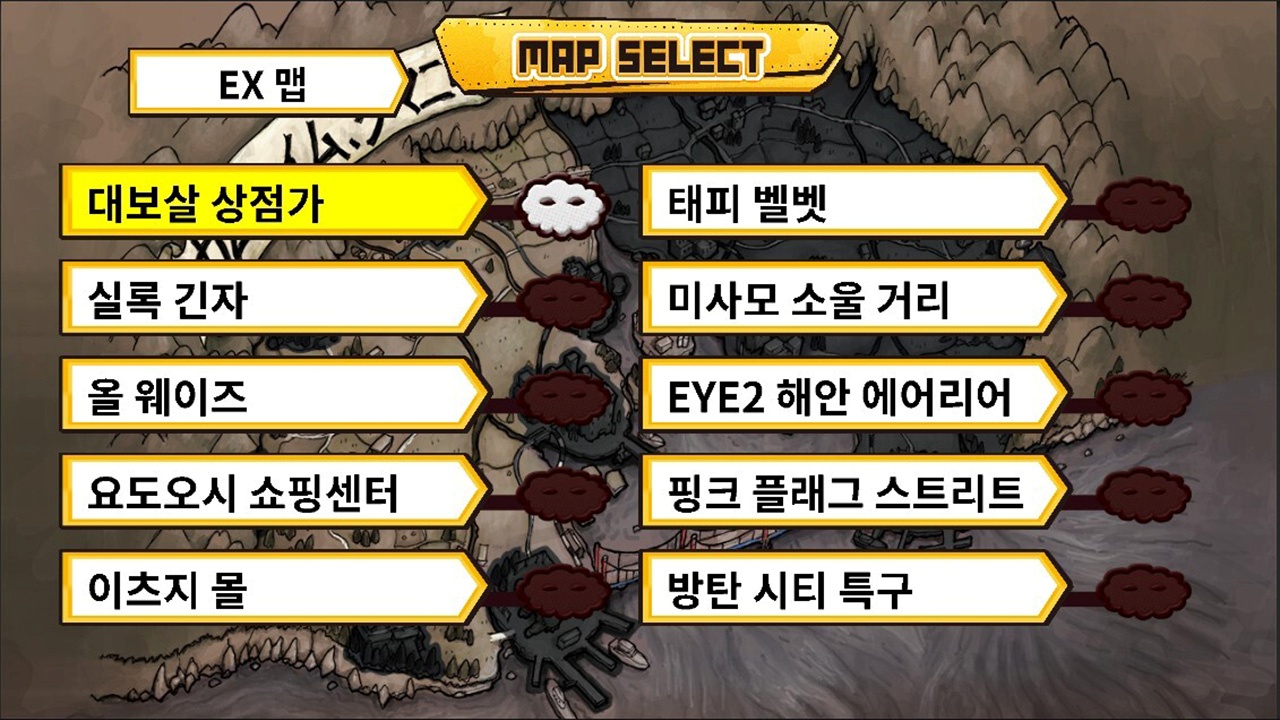 MAP SELECT
EX 맵
대보살 상점가
태피 벨벳
실록 긴자
미사모 소울 거리
올 웨이즈
EYE2 해안 에어리어
요도오시 쇼핑센터
핑크 플래그 스트리트
이츠지 몰
방탄 시티 특구